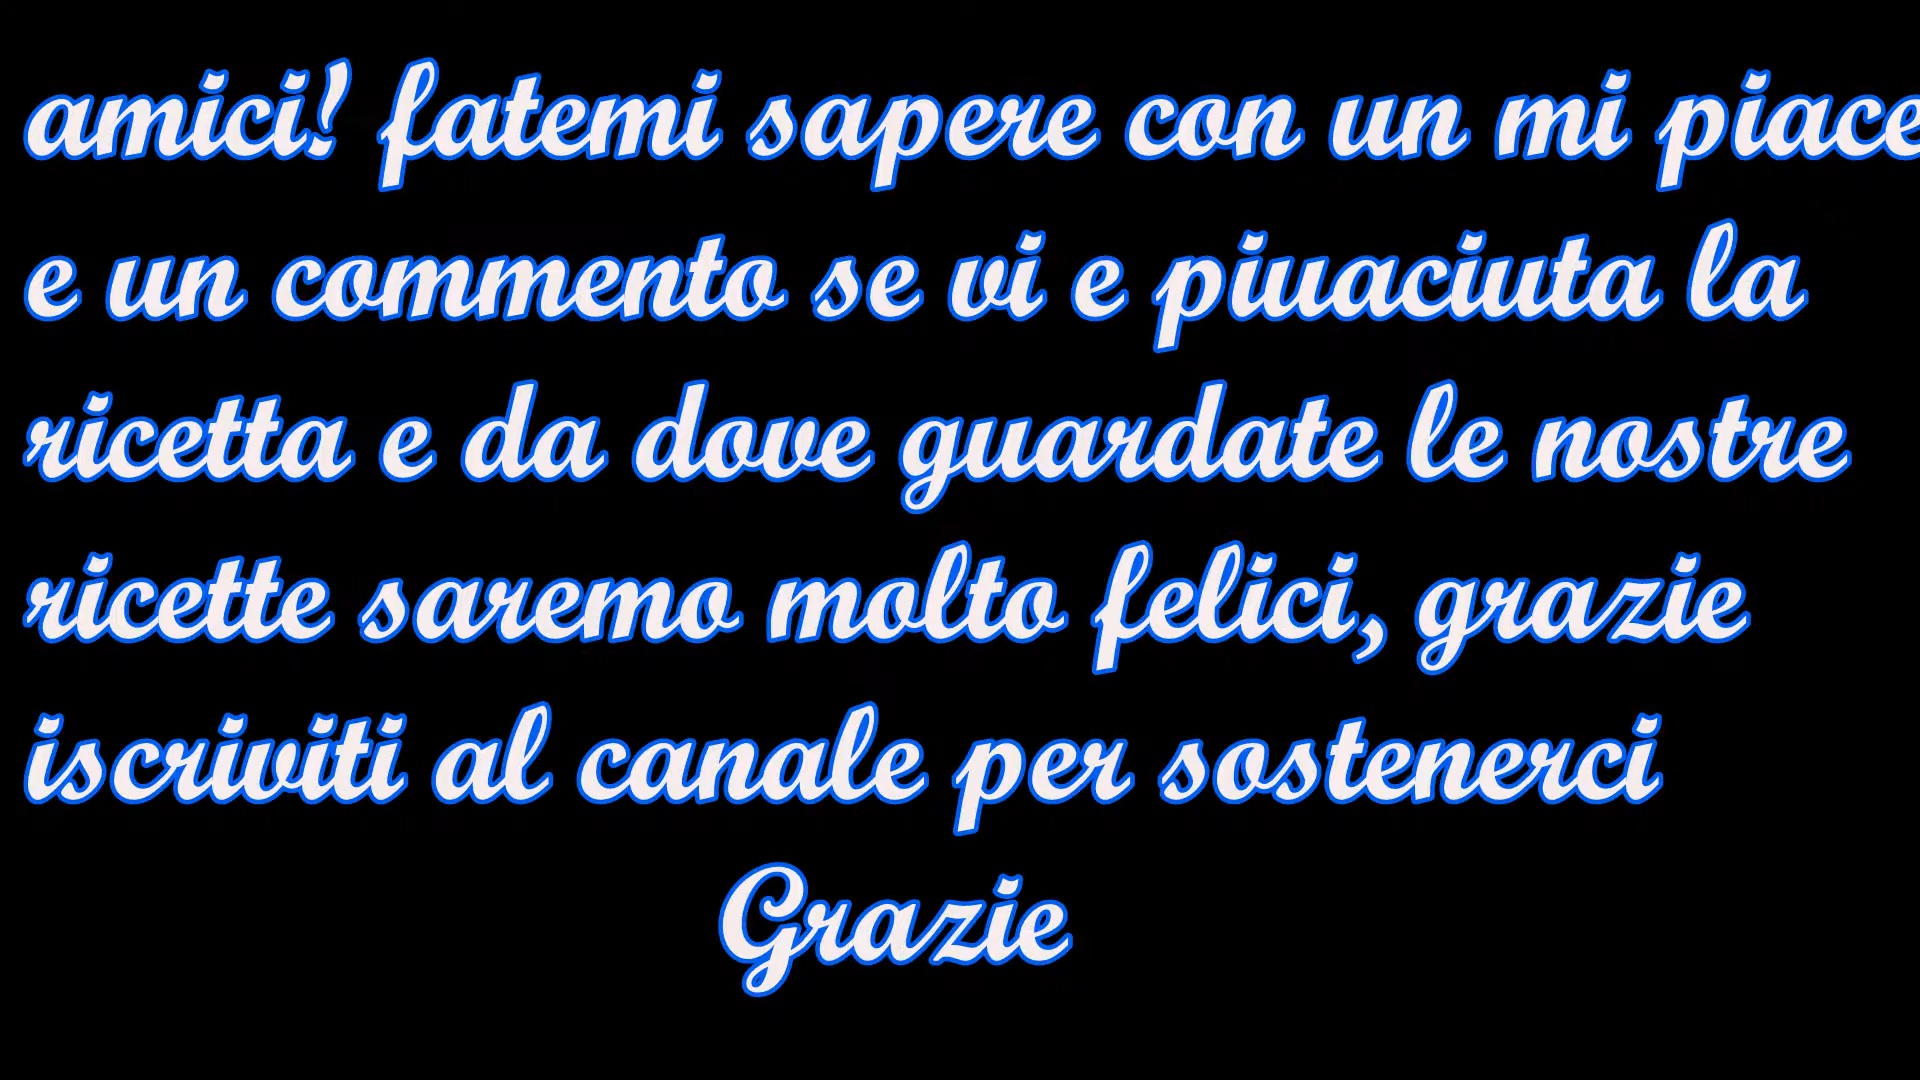 amici! fatemi sapere con un mi piace
e un commento se vi e piuaciuta la
ricetta e da dove guardate le nostre
ricette saremo molto felici, grazie
iscriviti al canale per sostenerci
Grazie